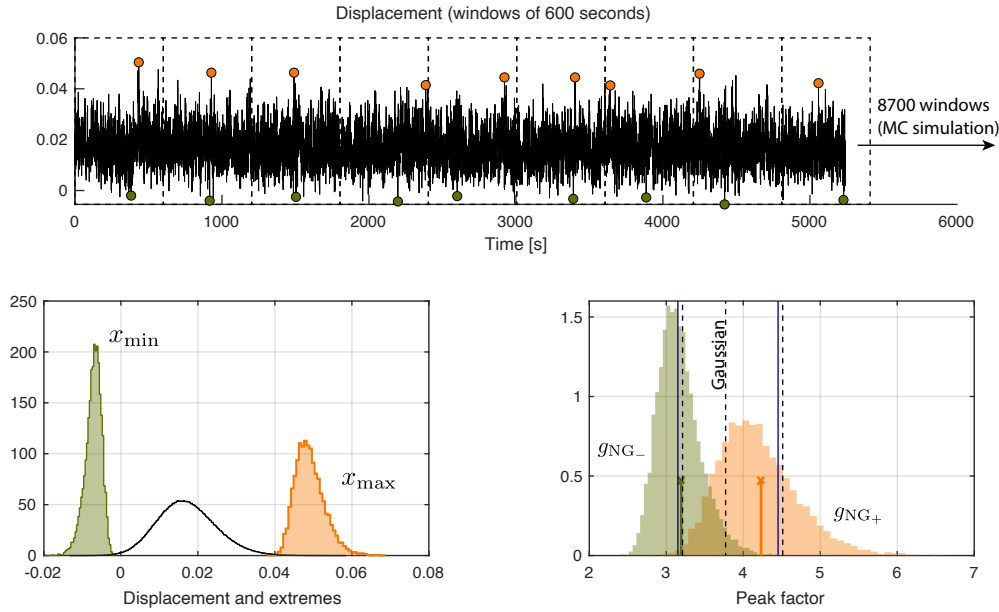 Displacement (windows of 600 seconds)
0.06
0.04
0.02
0
8700 windows
(MC simulation)
0 1000 2000 3000 4000 5000 6000
Time [s]
250
200
150
100
50
0
x_min
x_max
-0.02 0 0.02 0.04 0.06 0.08
Displacement and extremes
1.5
1
0.5
0
Gaussian
g_NG−
g_NG+
2 3 4 5 6 7
Peak factor